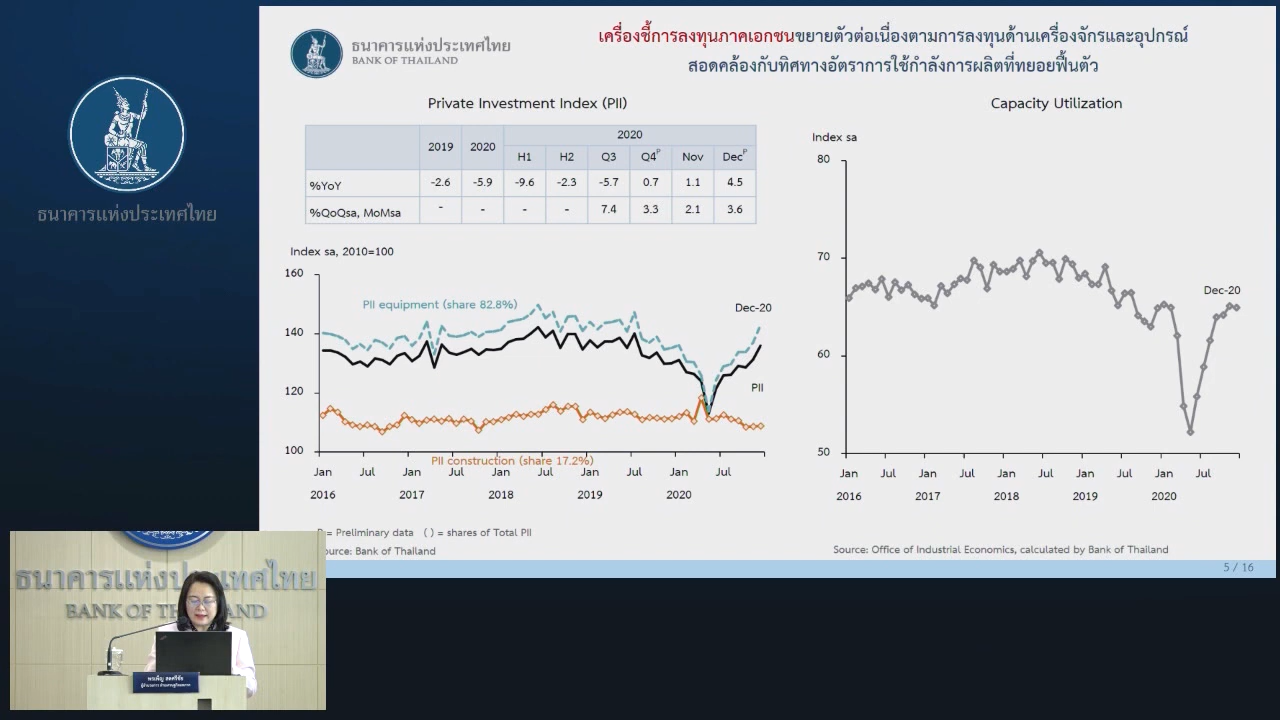 ธนาคารแห่งประเทศไทย
ธนาคารแห่งประเทศไทย
BANK OF THAILAND
เครื่องชี้การลงทุนภาคเอกชนขยายตัวต่อเนื่องตามการลงทุนด้านเครื่องจักรและอุปกรณ์
สอดคล้องกับทิศทางอัตราการใช้กำลังการผลิตที่ทยอยฟื้นตัว
Private Investment Index (PII)
2019 2020 2020
H1 H2 Q3 Q4P Nov DecP
%YoY -2.6 -5.9 -9.6 -2.3 -5.7 0.7 1.1 4.5
%QoQsa, MoMsa - - - - 7.4 3.3 2.1 3.6
Index sa, 2010=100
160
140
120
100
PII equipment (share 82.8%)
Dec-20
PII
PII construction (share 17.2%)
Jan Jul Jan Jul Jan Jul Jan Jul Jan Jul
2016 2017 2018 2019 2020
= Preliminary data ( ) = shares of Total PII
ource: Bank of Thailand
Capacity Utilization
Index sa
80
70
60
50
Dec-20
Jan Jul Jan Jul Jan Jul Jan Jul Jan Jul
2016 2017 2018 2019 2020
Source: Office of Industrial Economics, calculated by Bank of Thailand
5 / 16
ธนาคารแห่งประเทศไทย
BANK OF THAILAND